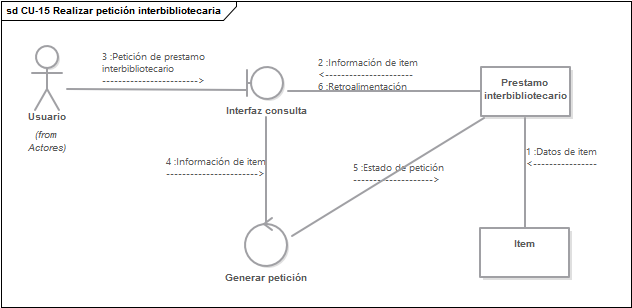 sd CU-15 Realizar petición interbibliotecaria
3 :Petición de prestamo
interbibliotecario
2 :Información de item
6 :Retroalimentación
Prestamo
interbibliotecario
Usuario
(from
Actores)
Interfaz consulta
4 :Información de item
5 :Estado de petición
1 :Datos de item
Item
Generar petición